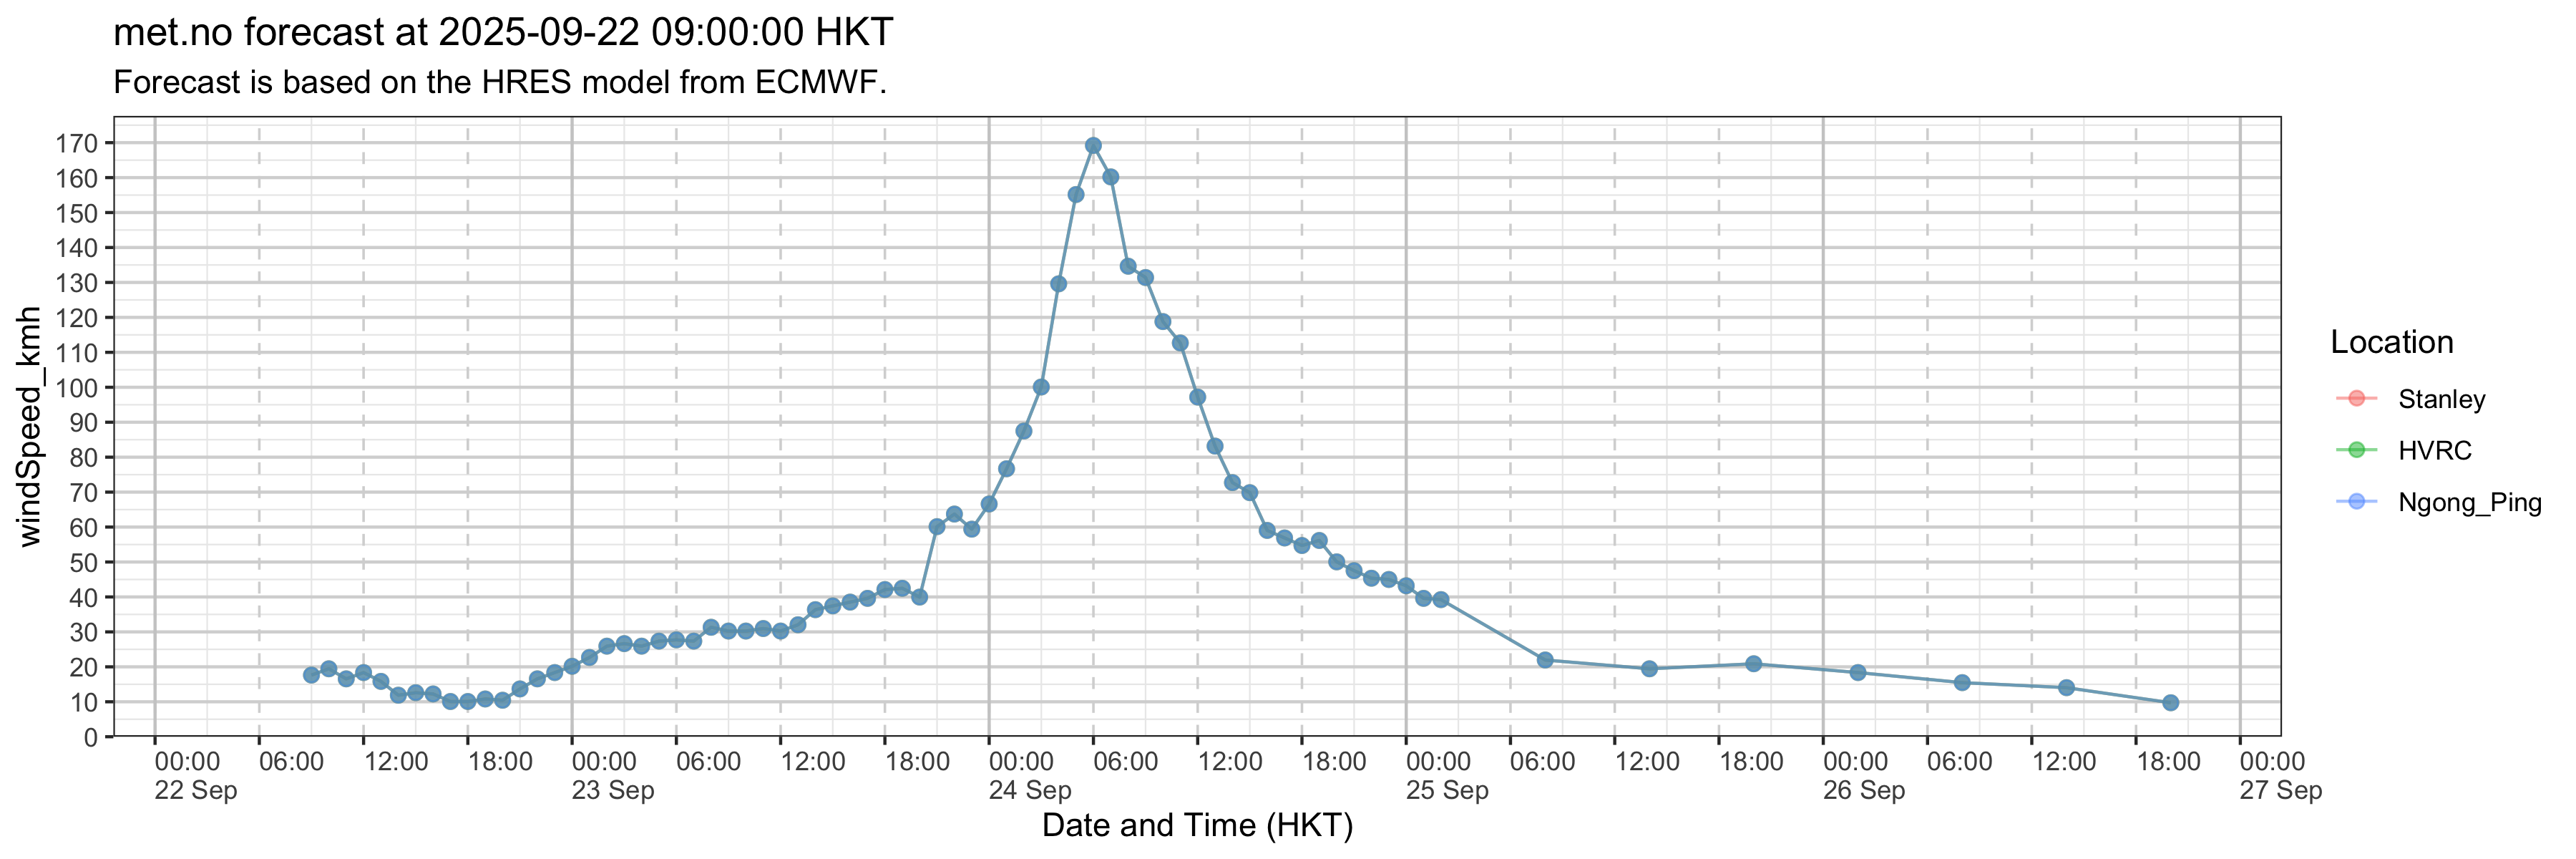 met.no forecast at 2025-09-22 09:00:00 HKT
Forecast is based on the HRES model from ECMWF.
170
160
150
140
130
120
110
100
90
80
70
60
50
40
30
20
10
0
windSpeed_kmh
00:00 06:00 12:00 18:00 00:00 06:00 12:00 18:00 00:00 06:00 12:00 18:00 00:00 06:00 12:00 18:00 00:00 06:00 12:00 18:00 00:00
22 Sep 23 Sep 24 Sep 25 Sep 26 Sep 27 Sep
Date and Time (HKT)
Location
Stanley
HVRC
Ngong_Ping